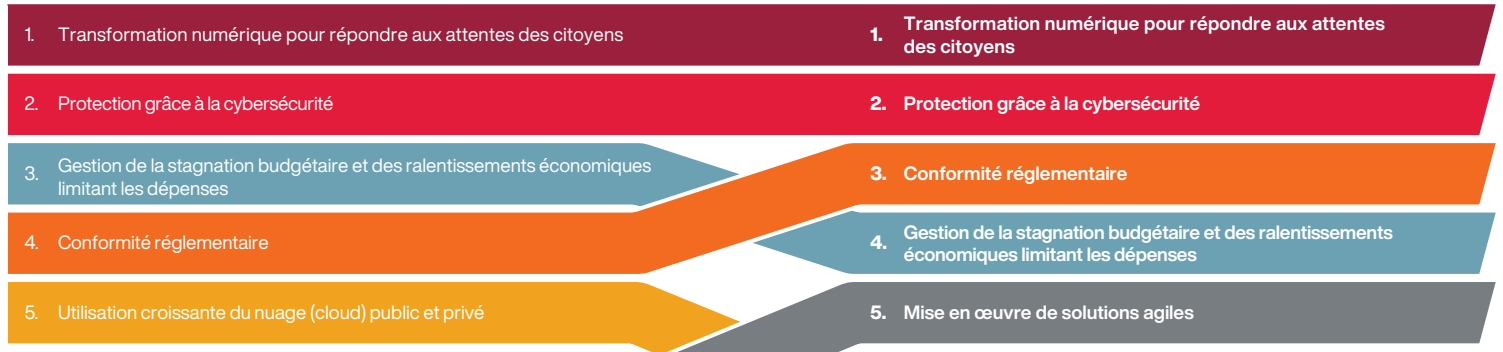 1. Transformation numérique pour répondre aux attentes des citoyens
2. Protection grâce à la cybersécurité
3. Gestion de la stagnation budgétaire et des ralentissements économiques
limitant les dépenses
4. Conformité réglementaire
5. Utilisation croissante du nuage (cloud) public et privé
1. Transformation numérique pour répondre aux attentes
des citoyens
2. Protection grâce à la cybersécurité
3. Conformité réglementaire
4. Gestion de la stagnation budgétaire et des ralentissements
économiques limitant les dépenses
5. Mise en œuvre de solutions agiles